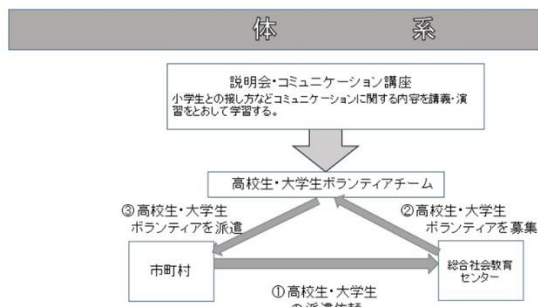 体 系
説明会・コミュニケーション講座
小学生との接し方などコミュニケーションに関する内容を講義・演
習をとおして学習する。
高校生・大学生ボランティアチーム
③高校生・大学生
ボランティアを派遣
②高校生・大学生
ボランティアを募集
市町村
総合社会教育
センター
①高校生・大学生
の派遣依頼